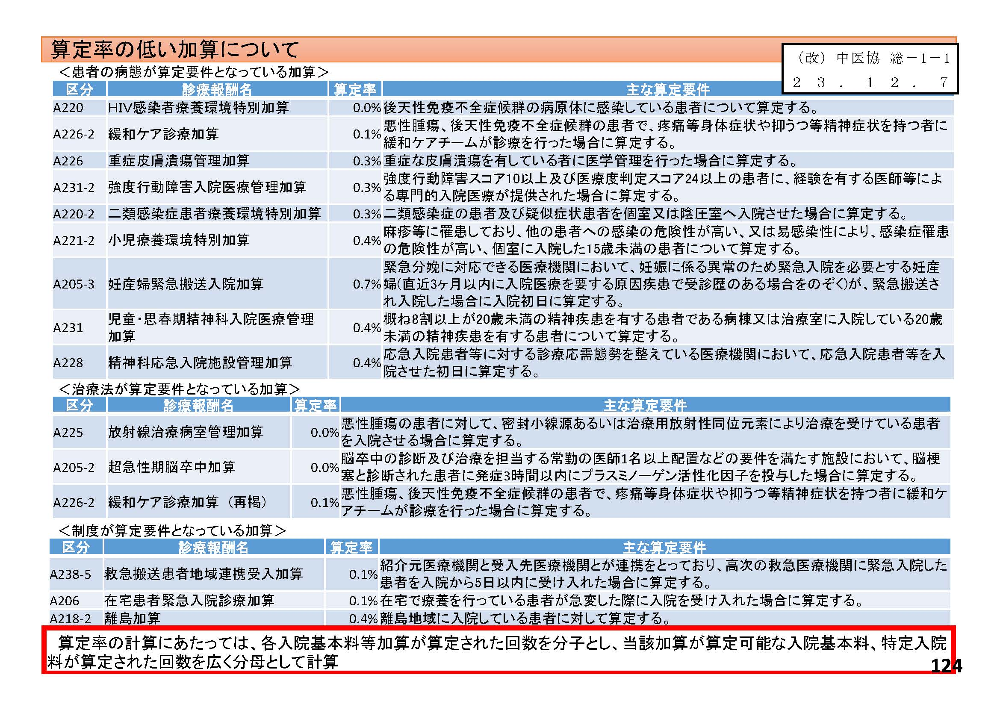 算定率の低い加算について
（改）中医協 総－１－１
２３．１２．７
＜患者の病態が算定要件となっている加算＞
区分 診療報酬名 算定率 主な算定要件
A220 HIV感染者療養環境特別加算 0.0% 後天性免疫不全症候群の病原体に感染している患者について算定する。
A226-2 緩和ケア診療加算 0.1% 悪性腫瘍、後天性免疫不全症候群の患者で、疼痛等身体症状や抑うつ等精神症状を持つ者に
緩和ケアチームが診療を行った場合に算定する。
A226 重症皮膚潰瘍管理加算 0.3% 重症な皮膚潰瘍を有している者に医学管理を行った場合に算定する。
A231-2 強度行動障害入院医療管理加算 0.3% 強度行動障害スコア10以上及び医療度判定スコア24以上の患者に、経験を有する医師等によ
る専門的入院医療が提供された場合に算定する。
A220-2 二類感染症患者療養環境特別加算 0.3% 二類感染症の患者及び疑似症状患者を個室又は陰圧室へ入院させた場合に算定する。
A221-2 小児療養環境特別加算 0.4% 麻疹等に罹患しており、他の患者への感染の危険性が高い、又は易感染性により、感染症罹患
の危険性が高い、個室に入院した15歳未満の患者について算定する。
A205-3 妊産婦緊急搬送入院加算 0.7% 緊急分娩に対応できる医療機関において、妊娠に係る異常のため緊急入院を必要とする妊産
婦(直近3ヶ月以内に入院医療を要する原因疾患で受診歴のある場合をのぞく)が、緊急搬送さ
れ入院した場合に入院初日に算定する。
A231 児童・思春期精神科入院医療管理
加算 0.4% 概ね8割以上が20歳未満の精神疾患を有する患者である病棟又は治療室に入院している20歳
未満の精神疾患を有する患者について算定する。
A228 精神科応急入院施設管理加算 0.4% 応急入院患者等に対する診療応需態勢を整えている医療機関において、応急入院患者等を入
院させた初日に算定する。
＜治療法が算定要件となっている加算＞
区分 診療報酬名 算定率 主な算定要件
A225 放射線治療病室管理加算 0.0% 悪性腫瘍の患者に対して、密封小線源あるいは治療用放射性同位元素により治療を受けている患者
を入院させる場合に算定する。
A205-2 超急性期脳卒中加算 0.0% 脳卒中の診断及び治療を担当する常勤の医師1名以上配置などの要件を満たす施設において、脳梗
塞と診断された患者に発症3時間以内にプラスミノーゲン活性化因子を投与した場合に算定する。
A226-2 緩和ケア診療加算（再掲） 0.1% 悪性腫瘍、後天性免疫不全症候群の患者で、疼痛等身体症状や抑うつ等精神症状を持つ者に緩和ケ
アチームが診療を行った場合に算定する。
＜制度が算定要件となっている加算＞
区分 診療報酬名 算定率 主な算定要件
A238-5 救急搬送患者地域連携受入加算 0.1% 紹介元医療機関と受入先医療機関とが連携をとっており、高次の救急医療機関に緊急入院した
患者を入院から5日以内に受け入れた場合に算定する。
A206 在宅患者緊急入院診療加算 0.1% 在宅で療養を行っている患者が急変した際に入院を受け入れた場合に算定する。
A218-2 離島加算 0.4% 離島地域に入院している患者に対して算定する。
算定率の計算にあたっては、各入院基本料等加算が算定された回数を分子とし、当該加算が算定可能な入院基本料、特定入院
料が算定された回数を広く分母として計算
124